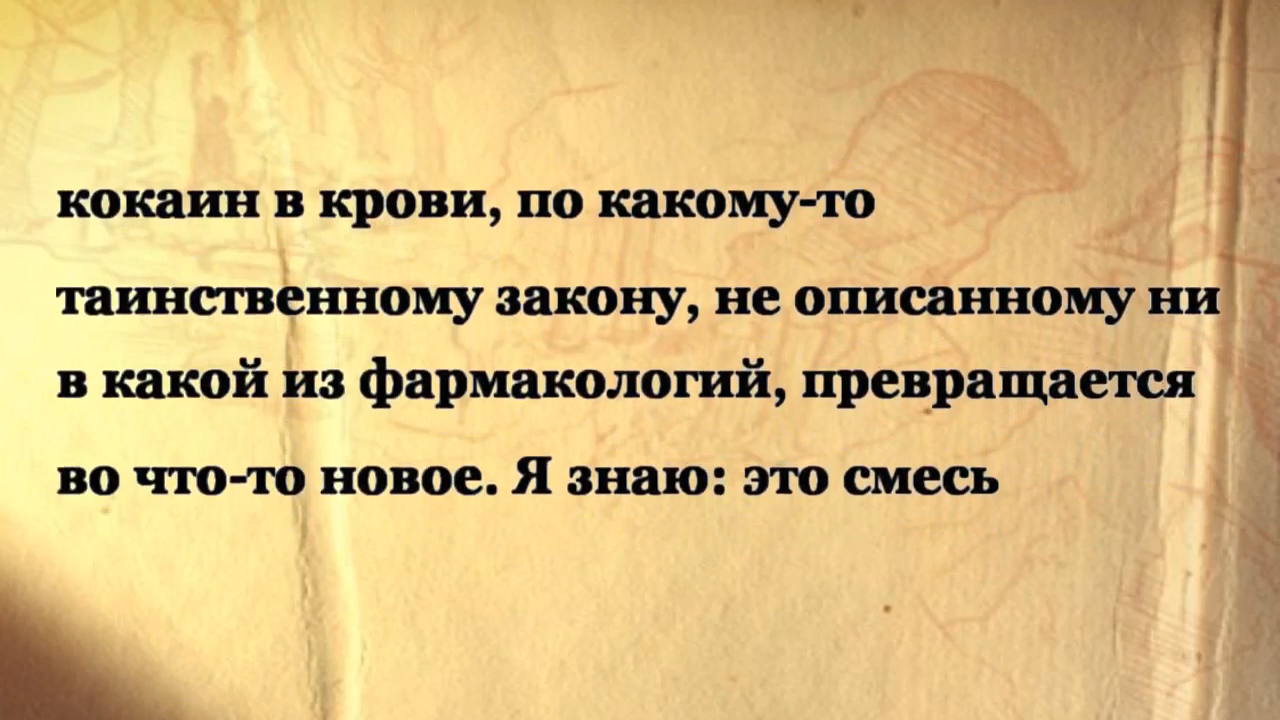 кокаин в крови, по какому-то
таинственному закону, не описанному ни
в какой из фармакологий, превращается
во что-то новое. Я знаю: это смесь